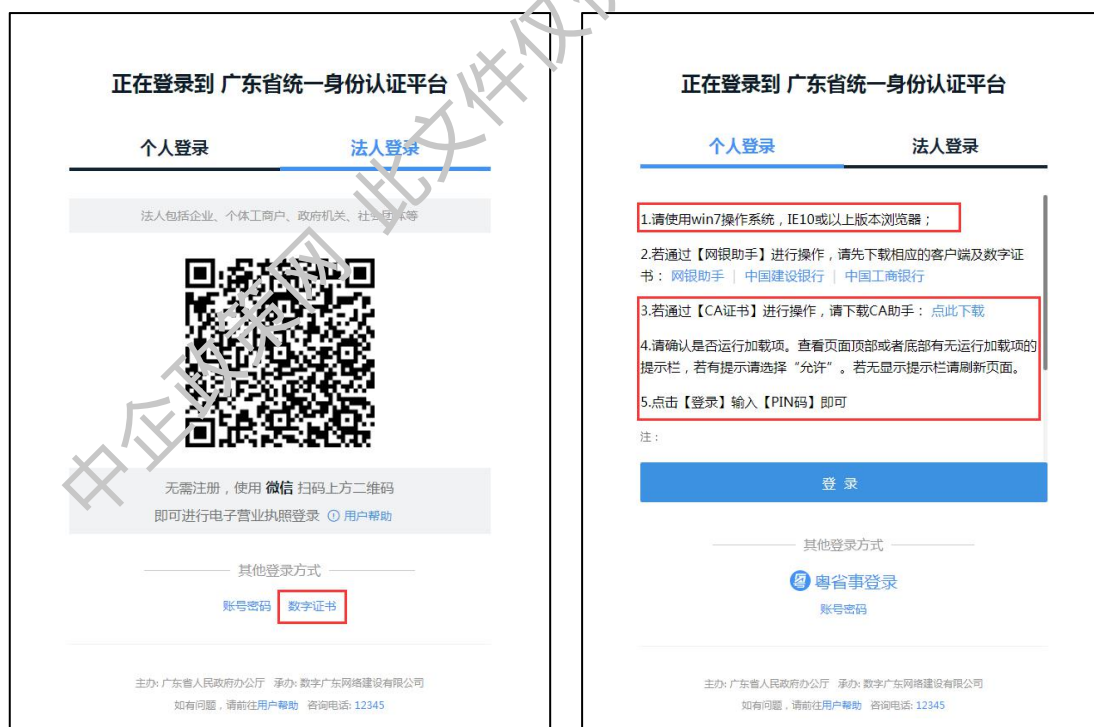 正在登录到 广东省统一身份认证平台
个人登录 法人登录
法人包括企业、个体工商户、政府机关、社会团体等
无需注册，使用 微信 扫码上方二维码
即可进行电子营业执照登录 用户帮助
其他登录方式
账号密码 数字证书
主办: 广东省人民政府办公厅 承办: 数字广东网络建设有限公司
如有问题，请前往用户帮助 咨询电话: 12345
正在登录到 广东省统一身份认证平台
个人登录 法人登录
1.请使用win7操作系统，IE10或以上版本浏览器；
2.若通过【网银助手】进行操作，请先下载相应的客户端及数字证
书： 网银助手 | 中国建设银行 | 中国工商银行
3.若通过【CA证书】进行操作，请下载CA助手： 点此下载
4.请确认是否运行加载项。查看页面顶部或者底部有无运行加载项的
提示栏，若有提示请选择“允许”。若无显示提示栏请刷新页面。
5.点击【登录】输入【PIN码】即可
注：
登 录
其他登录方式
粤省事登录
账号密码
主办: 广东省人民政府办公厅 承办: 数字广东网络建设有限公司
如有问题，请前往用户帮助 咨询电话: 12345
中企政策网 此文件仅